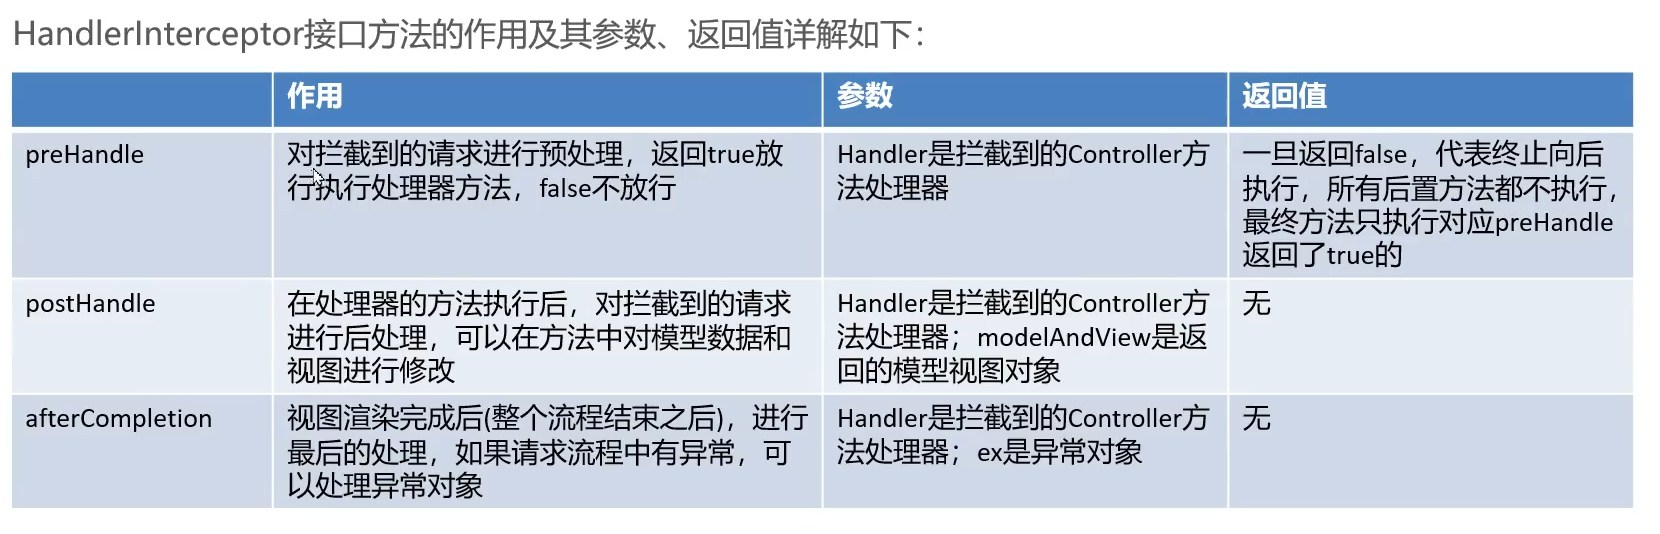 HandlerInterceptor接口方法的作用及其参数、返回值详解如下：
作用
参数
返回值
preHandle
对拦截到的请求进行预处理，返回true放
行执行处理器方法，false不放行
Handler是拦截到的Controller方
法处理器
一旦返回false，代表终止向后
执行，所有后置方法都不执行，
最终方法只执行对应preHandle
返回了true的
postHandle
在处理器的方法执行后，对拦截到的请求
进行后处理，可以在方法中对模型数据和
视图进行修改
Handler是拦截到的Controller方
法处理器；modelAndView是返
回的模型视图对象
无
afterCompletion
视图渲染完成后(整个流程结束之后)，进行
最后的处理，如果请求流程中有异常，可
以处理异常对象
Handler是拦截到的Controller方
法处理器；ex是异常对象
无